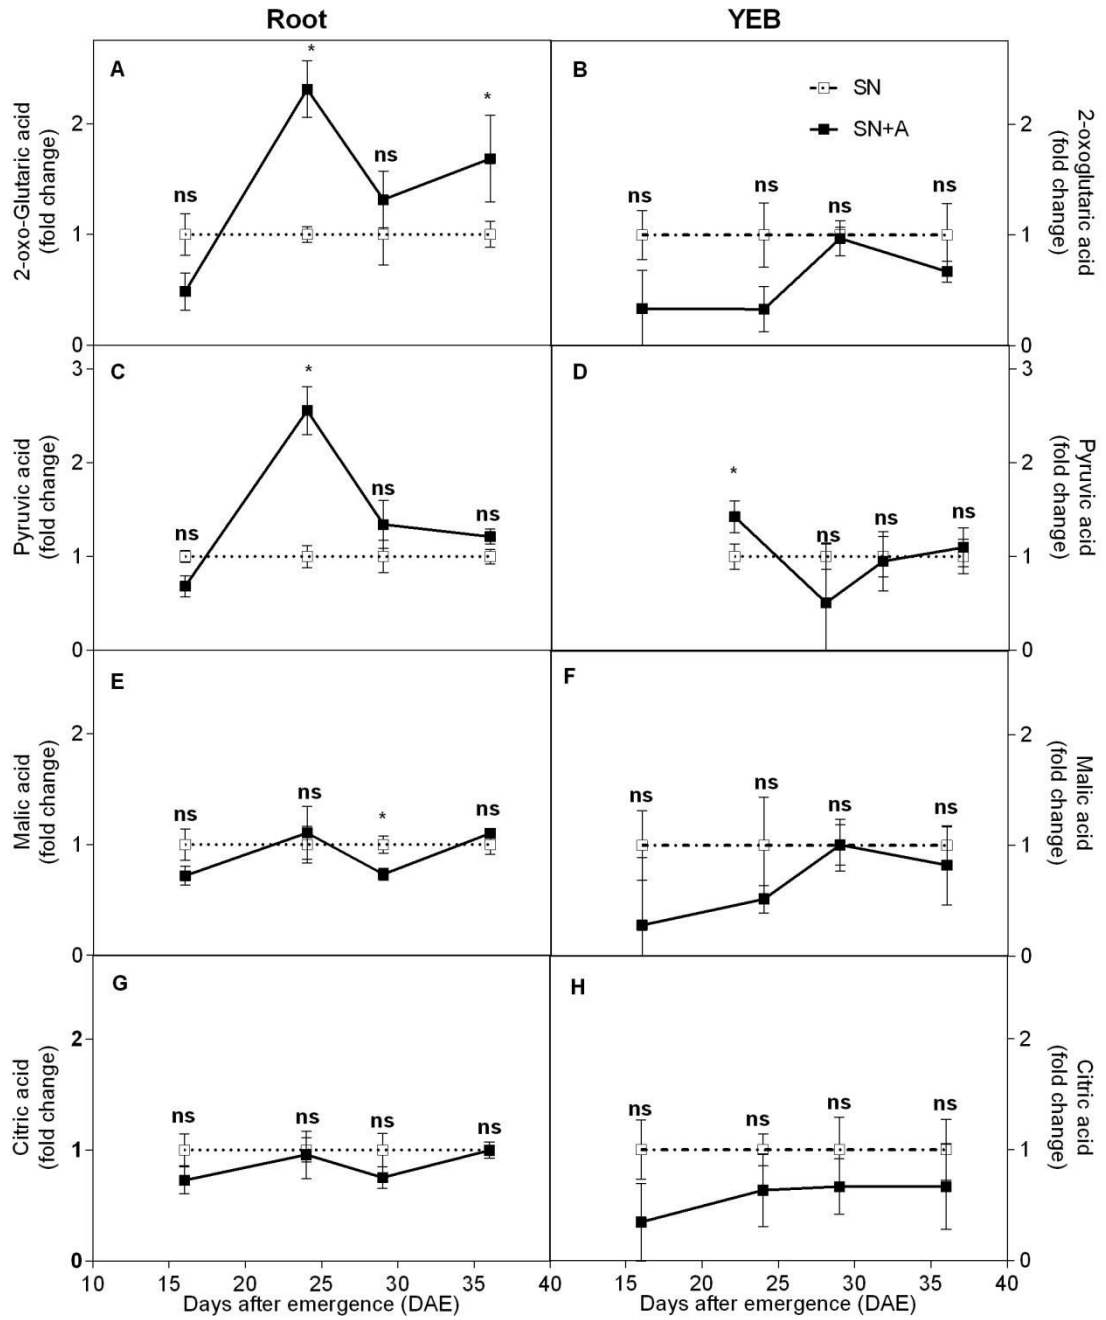 Root
YEB
A
*
*
ns
ns
2
1
0
2-oxo-Glutaric acid
(fold change)
B
SN
SN+A
ns
ns
ns
ns
2
1
0
2-oxoglutaric acid
(fold change)
C
*
ns
ns
ns
3
2
1
0
Pyruvic acid
(fold change)
D
*
ns
ns
ns
3
2
1
0
Pyruvic acid
(fold change)
E
ns
ns
*
ns
2
1
0
Malic acid
(fold change)
F
ns
ns
ns
ns
2
1
0
Malic acid
(fold change)
G
ns
ns
ns
ns
2
1
0
Citric acid
(fold change)
H
ns
ns
ns
ns
2
1
0
Citric acid
(fold change)
10 15 20 25 30 35 40 15 20 25 30 35 40
Days after emergence (DAE) Days after emergence (DAE)